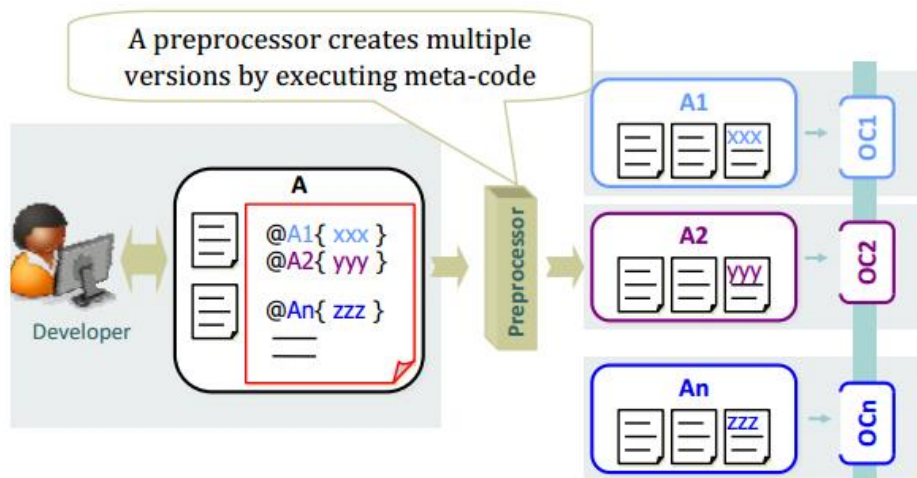 A preprocessor creates multiple
versions by executing meta-code
Developer
A
@A1{ xxx }
@A2{ yyy }
@An{ zzz }
Preprocessor
A1
xxx
OC1
A2
yyy
OC2
An
zzz
OCn